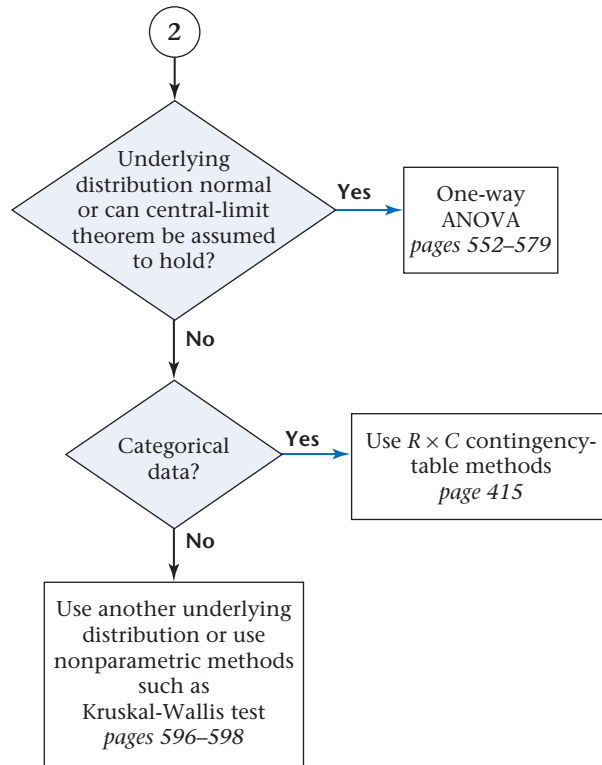 2
Underlying
distribution normal
or can central-limit
theorem be assumed
to hold?
Yes
One-way
ANOVA
pages 552–579
No
Categorical
data?
Yes
Use R × C contingency-
table methods
page 415
No
Use another underlying
distribution or use
nonparametric methods
such as
Kruskal-Wallis test
pages 596–598